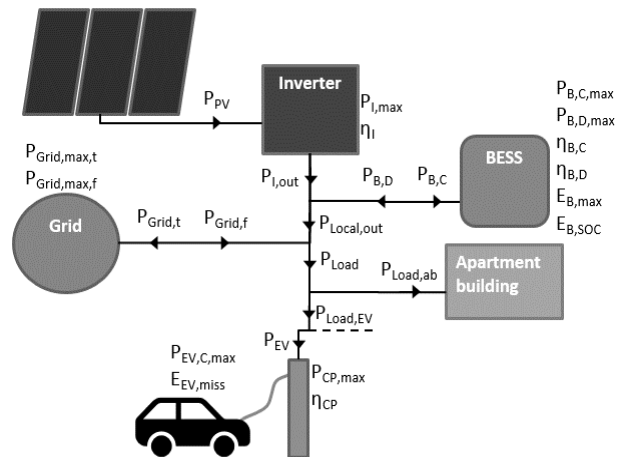 Inverter
P_PV
P_I,max
η_I
P_B,C,max
P_B,D,max
η_B,C
η_B,D
E_B,max
E_B,SOC
BESS
P_Grid,max,t
P_Grid,max,f
P_I,out
P_B,D
P_B,C
Grid
P_Grid,t
P_Grid,f
P_Local,out
P_Load
P_Load,ab
Apartment
building
P_Load,EV
P_EV
P_EV,C,max
E_EV,miss
P_CP,max
η_CP